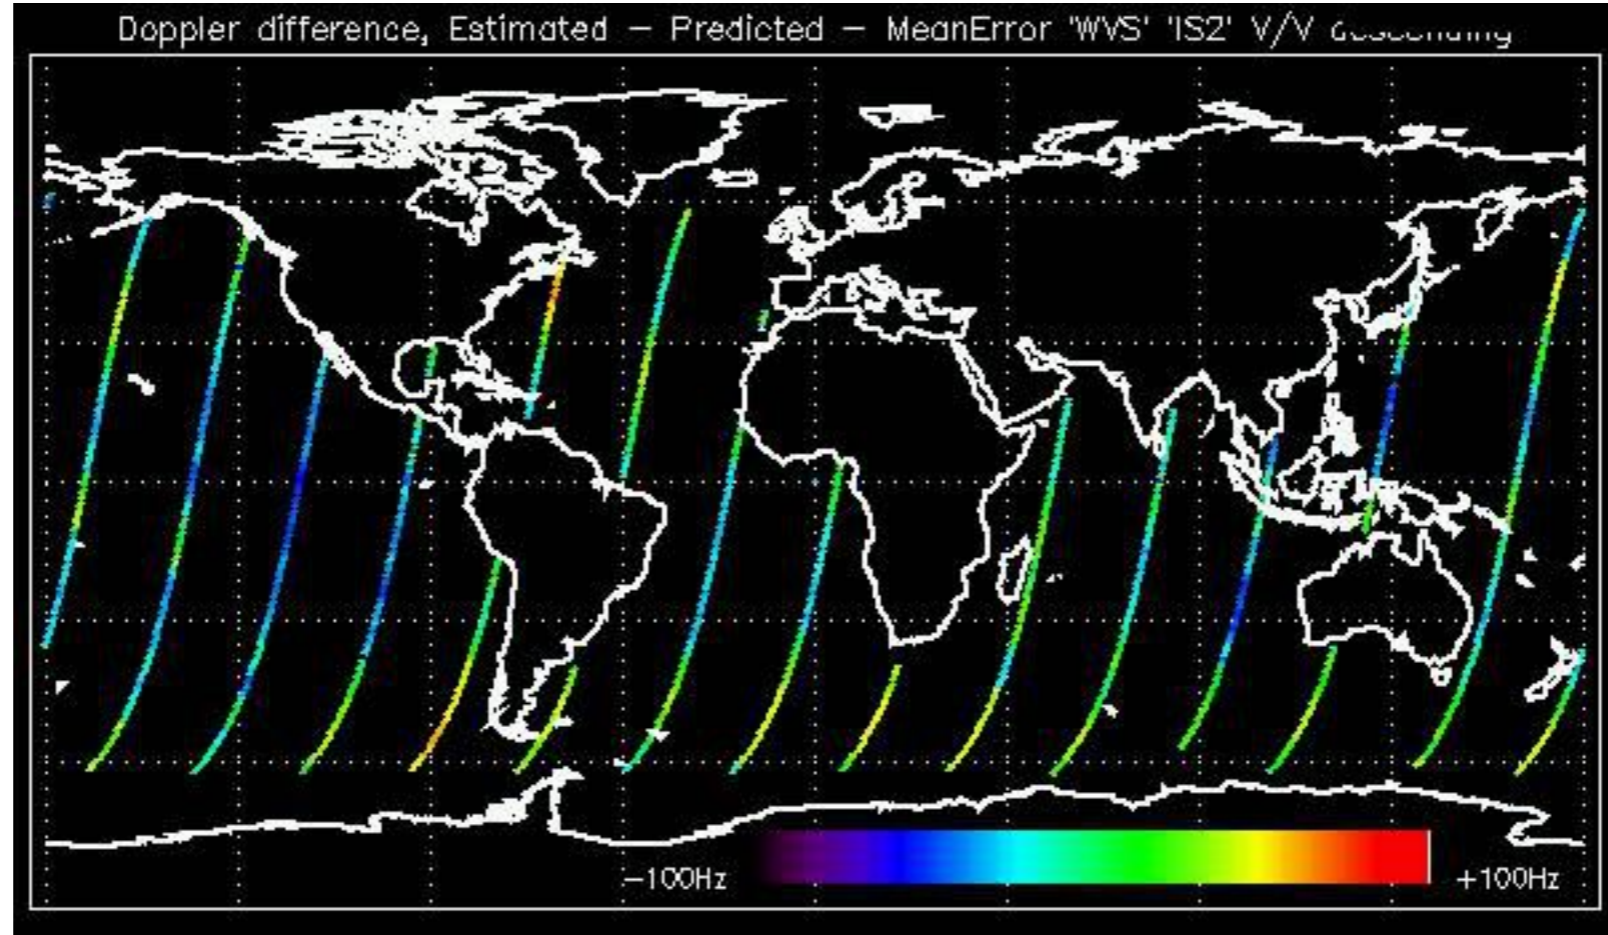 Doppler difference, Estimated – Predicted – MeanError 'WVS' 'IS2' V/V
–100Hz
+100Hz